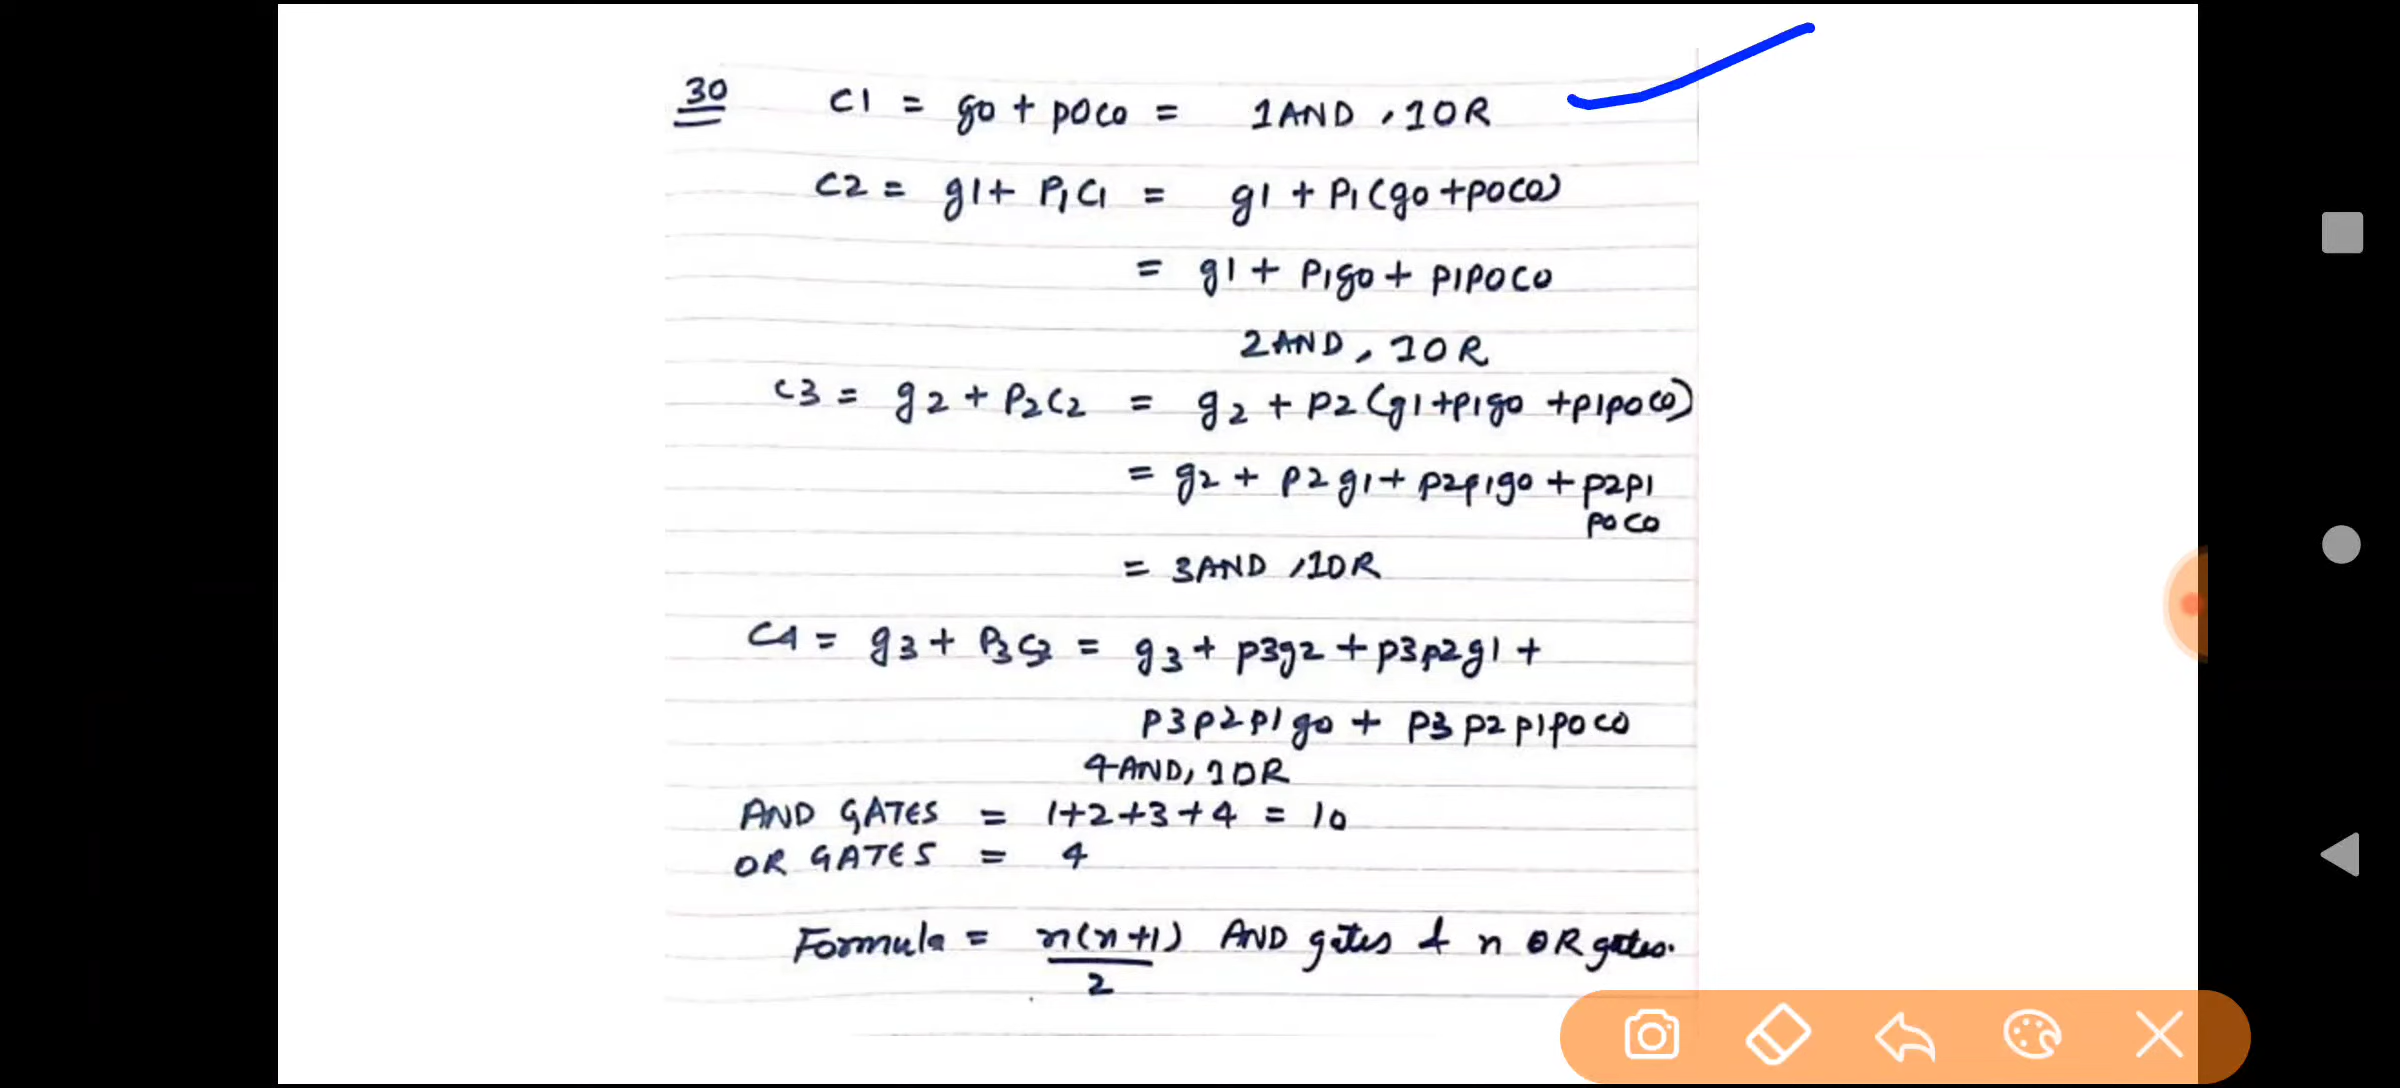 30 C1 = g0 + p0c0 = 1AND, 1OR
C2 = g1 + P1C1 = g1 + P1(g0+p0c0)
= g1 + P1g0 + p1p0c0
2AND, 1OR
C3 = g2 + P2C2 = g2 + p2(g1+p1g0 +p1p0c0)
= g2 + p2g1 + p2p1g0 + p2p1
p0c0
= 3AND, 1OR
C4 = g3 + P3C3 = g3 + p3g2 + p3p2g1 +
p3p2p1g0 + p3p2p1p0c0
4AND, 1OR
AND GATES = 1+2+3+4 = 10
OR GATES = 4
Formula = n(n+1) AND gates & n OR gates.
2